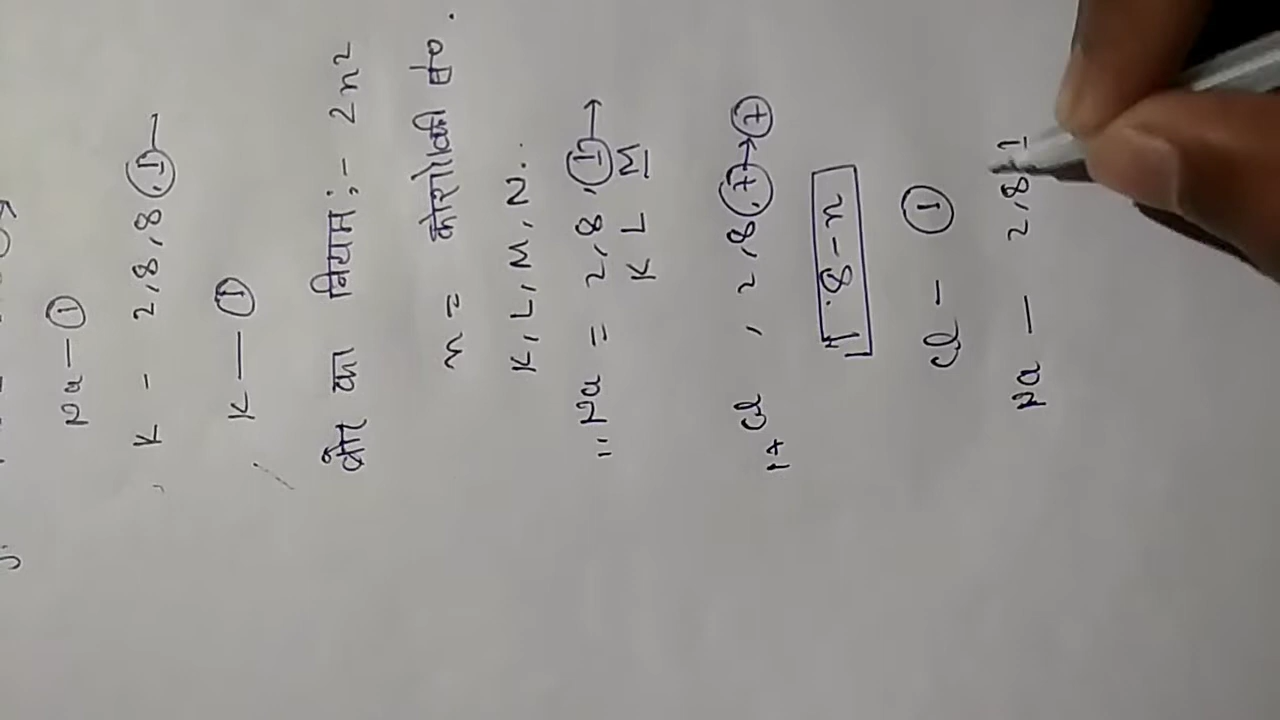 Na — ①
K - 2,8,8,①→
K — ①
बोर का नियम :- 2n²
n = कोशों की सं०.
K, L, M, N..
₁₁Na = 2,8,①→
K L M
₁₇Cl , 2,8,⑦→⑦
8-n
Cl - ①
Na — 2,8,1